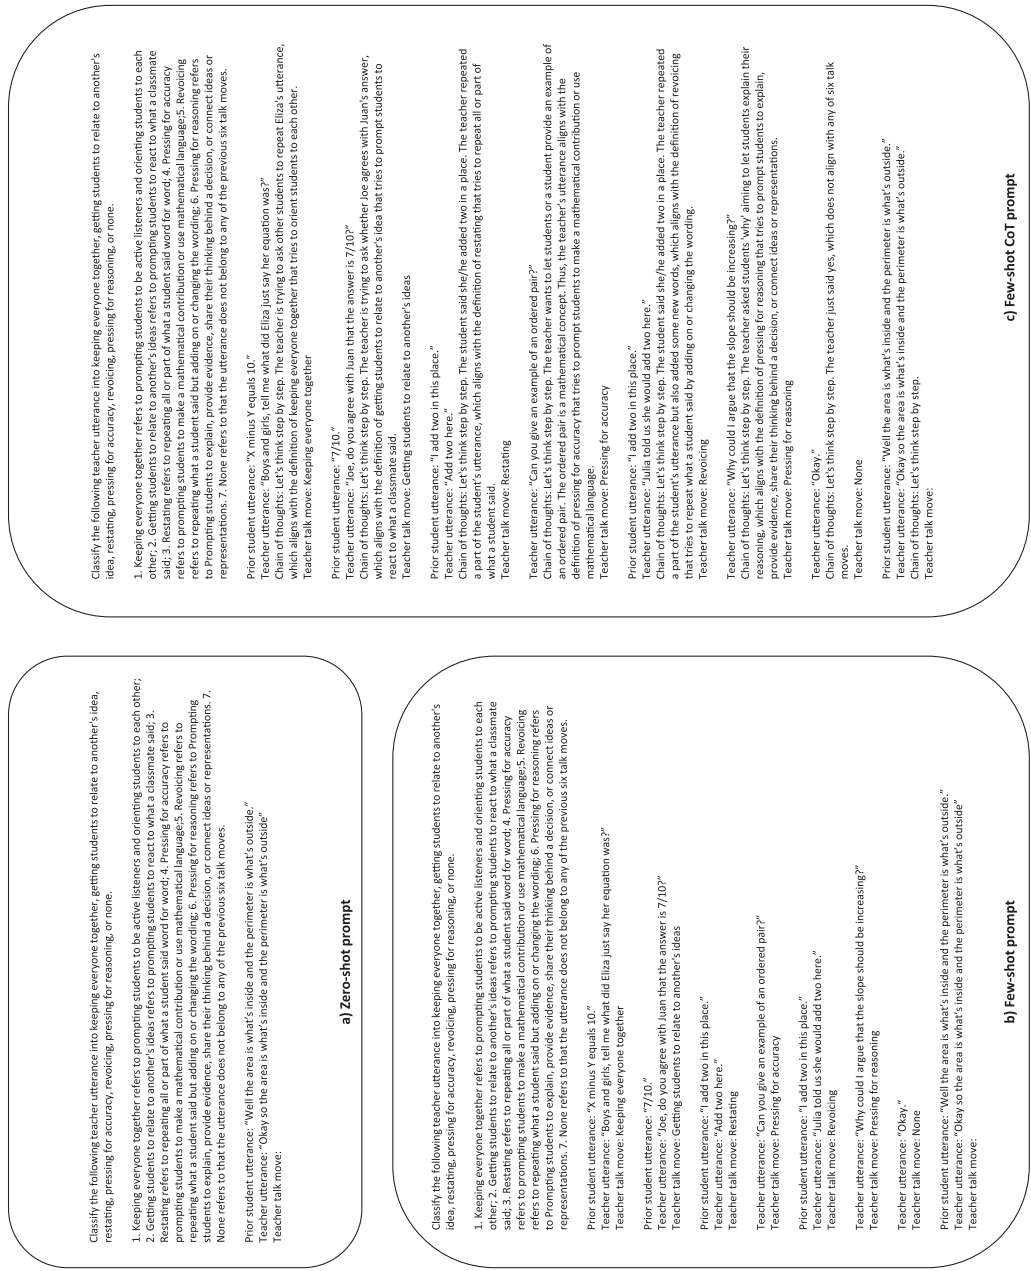 Classify the following teacher utterance into keeping everyone together, getting students to relate to another's idea,
restating, pressing for accuracy, revoicing, pressing for reasoning, or none.
1. Keeping everyone together refers to prompting students to be active listeners and orienting students to each other;
2. Getting students to relate to another's ideas refers to prompting students to react to what a classmate said; 3.
Restating refers to repeating all or part of what a student said word for word; 4. Pressing for accuracy refers to
prompting students to make a mathematical contribution or use mathematical language;5. Revoicing refers to
repeating what a student said but adding on or changing the wording; 6. Pressing for reasoning refers to Prompting
students to explain, provide evidence, share their thinking behind a decision, or connect ideas or representations. 7.
None refers to that the utterance does not belong to any of the previous six talk moves.
Prior student utterance: "Well the area is what's inside and the perimeter is what's outside."
Teacher utterance: "Okay so the area is what's inside and the perimeter is what's outside"
Teacher talk move:
a) Zero-shot prompt
Classify the following teacher utterance into keeping everyone together, getting students to relate to another's
idea, restating, pressing for accuracy, revoicing, pressing for reasoning, or none.
1. Keeping everyone together refers to prompting students to be active listeners and orienting students to each
other; 2. Getting students to relate to another's ideas refers to prompting students to react to what a classmate
said; 3. Restating refers to repeating all or part of what a student said word for word; 4. Pressing for accuracy
refers to prompting students to make a mathematical contribution or use mathematical language;5. Revoicing
refers to repeating what a student said but adding on or changing the wording; 6. Pressing for reasoning refers
to Prompting students to explain, provide evidence, share their thinking behind a decision, or connect ideas or
representations. 7. None refers to that the utterance does not belong to any of the previous six talk moves.
Prior student utterance: "X minus Y equals 10."
Teacher utterance: "Boys and girls, tell me what did Eliza just say her equation was?"
Teacher talk move: Keeping everyone together
Prior student utterance: "7/10."
Teacher utterance: "Joe, do you agree with Juan that the answer is 7/10?"
Teacher talk move: Getting students to relate to another's ideas
Prior student utterance: "I add two in this place."
Teacher utterance: "Add two here."
Teacher talk move: Restating
Teacher utterance: "Can you give an example of an ordered pair?"
Teacher talk move: Pressing for accuracy
Prior student utterance: "I add two in this place."
Teacher utterance: "Julia told us she would add two here."
Teacher talk move: Revoicing
Teacher utterance: "Why could I argue that the slope should be increasing?"
Teacher talk move: Pressing for reasoning
Teacher utterance: "Okay."
Teacher talk move: None
Prior student utterance: "Well the area is what's inside and the perimeter is what's outside."
Teacher utterance: "Okay so the area is what's inside and the perimeter is what's outside"
Teacher talk move:
b) Few-shot prompt
Classify the following teacher utterance into keeping everyone together, getting students to relate to another's
idea, restating, pressing for accuracy, revoicing, pressing for reasoning, or none.
1. Keeping everyone together refers to prompting students to be active listeners and orienting students to each
other; 2. Getting students to relate to another's ideas refers to prompting students to react to what a classmate
said; 3. Restating refers to repeating all or part of what a student said word for word; 4. Pressing for accuracy
refers to prompting students to make a mathematical contribution or use mathematical language;5. Revoicing
refers to repeating what a student said but adding on or changing the wording; 6. Pressing for reasoning refers
to Prompting students to explain, provide evidence, share their thinking behind a decision, or connect ideas or
representations. 7. None refers to that the utterance does not belong to any of the previous six talk moves.
Prior student utterance: "X minus Y equals 10."
Teacher utterance: "Boys and girls, tell me what did Eliza just say her equation was?"
Chain of thoughts: Let's think step by step. The teacher is trying to ask other students to repeat Eliza's utterance,
which aligns with the definition of keeping everyone together that tries to orient students to each other.
Teacher talk move: Keeping everyone together
Prior student utterance: "7/10."
Teacher utterance: "Joe, do you agree with Juan that the answer is 7/10?"
Chain of thoughts: Let's think step by step. The teacher is trying to ask whether Joe agrees with Juan's answer,
which aligns with the definition of getting students to relate to another's idea that tries to prompt students to
react to what a classmate said.
Teacher talk move: Getting students to relate to another's ideas
Prior student utterance: "I add two in this place."
Teacher utterance: "Add two here."
Chain of thoughts: Let's think step by step. The student said she/he added two in a place. The teacher repeated
a part of the student's utterance, which aligns with the definition of restating that tries to repeat all or part of
what a student said.
Teacher talk move: Restating
Teacher utterance: "Can you give an example of an ordered pair?"
Chain of thoughts: Let's think step by step. The teacher wants to let students or a student provide an example of
an ordered pair. The ordered pair is a mathematical concept. Thus, the teacher's utterance aligns with the
definition of pressing for accuracy that tries to prompt students to make a mathematical contribution or use
mathematical language.
Teacher talk move: Pressing for accuracy
Prior student utterance: "I add two in this place."
Teacher utterance: "Julia told us she would add two here."
Chain of thoughts: Let's think step by step. The student said she/he added two in a place. The teacher repeated
a part of the student's utterance but also added some new words, which aligns with the definition of revoicing
that tries to repeat what a student said by adding on or changing the wording.
Teacher talk move: Revoicing
Teacher utterance: "Why could I argue that the slope should be increasing?"
Chain of thoughts: Let's think step by step. The teacher asked students 'why' aiming to let students explain their
reasoning, which aligns with the definition of pressing for reasoning that tries to prompt students to explain,
provide evidence, share their thinking behind a decision, or connect ideas or representations.
Teacher talk move: Pressing for reasoning
Teacher utterance: "Okay."
Chain of thoughts: Let's think step by step. The teacher just said yes, which does not align with any of six talk
moves.
Teacher talk move: None
Prior student utterance: "Well the area is what's inside and the perimeter is what's outside."
Teacher utterance: "Okay so the area is what's inside and the perimeter is what's outside."
Chain of thoughts: Let's think step by step.
Teacher talk move:
c) Few-shot CoT prompt